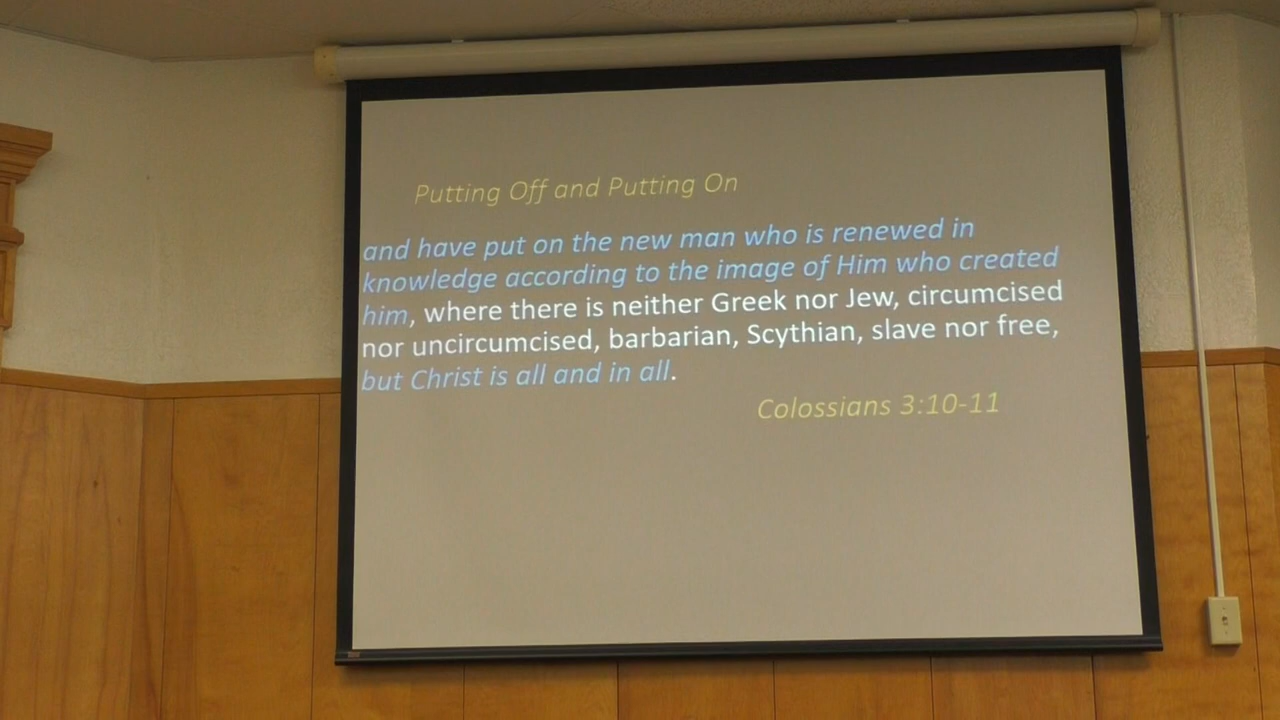 Putting Off and Putting On
and have put on the new man who is renewed in
knowledge according to the image of Him who created
him, where there is neither Greek nor Jew, circumcised
nor uncircumcised, barbarian, Scythian, slave nor free,
but Christ is all and in all.
Colossians 3:10-11